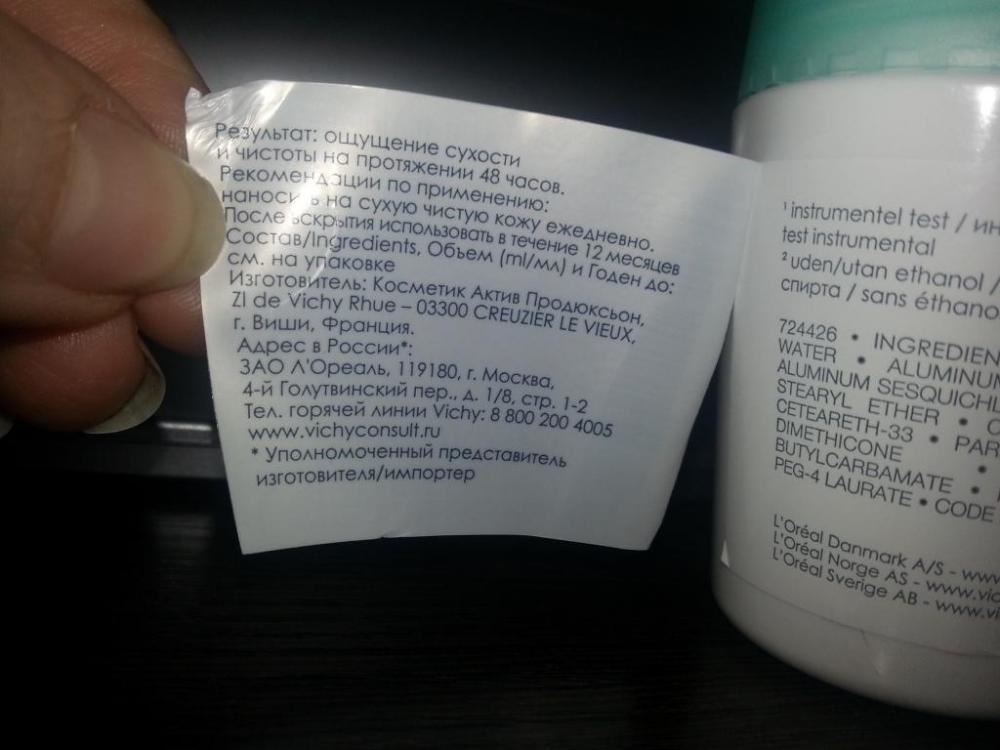 Результат: ощущение сухости
и чистоты на протяжении 48 часов.
Рекомендации по применению:
наносить на сухую чистую кожу ежедневно.
После вскрытия использовать в течение 12 месяцев
Состав/Ingredients, Объем (ml/мл) и Годен до:
см. на упаковке
Изготовитель: Косметик Актив Продюксьон,
ZI de Vichy Rhue – 03300 CREUZIER LE VIEUX,
г. Виши, Франция.
Адрес в России*:
ЗАО Л'Ореаль, 119180, г. Москва,
4-й Голутвинский пер., д. 1/8, стр. 1-2
Тел. горячей линии Vichy: 8 800 200 4005
www.vichyconsult.ru
* Уполномоченный представитель
изготовителя/импортер
¹ instrumentel test /
test instrumental
² uden/utan ethanol /
спирта / sans éthano
724426 • INGREDIEN
WATER • ALUMINUM
ALUMINUM SESQUICHL
STEARYL ETHER •
CETEARETH-33 • PAR
DIMETHICONE •
BUTYLCARBAMATE •
PEG-4 LAURATE • CODE
L'Oréal Danmark A/S - www
L'Oréal Norge AS - www.vic
L'Oréal Sverige AB - www.vi